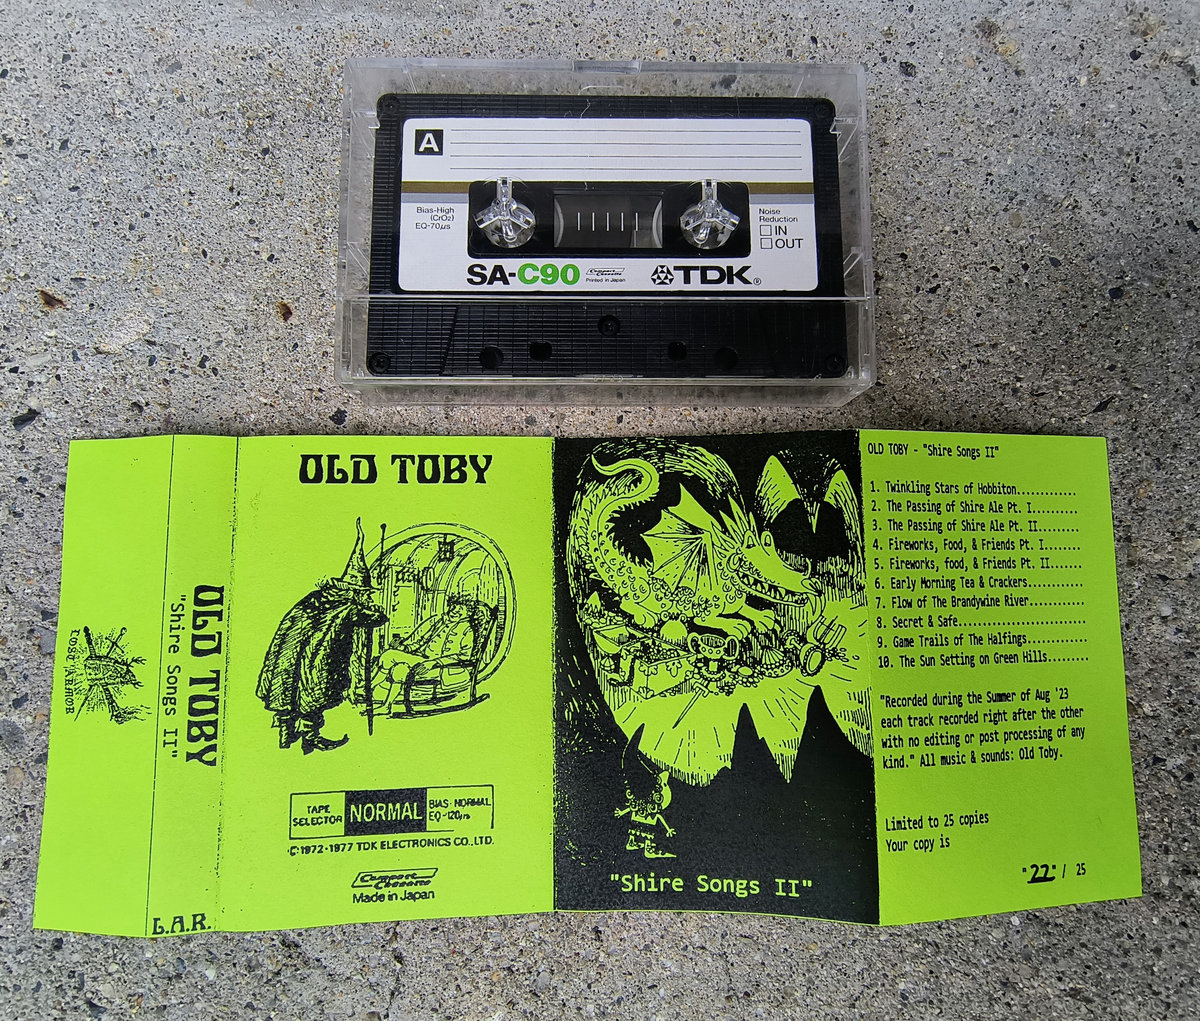 A
Bias-High
(CrO2)
EQ-70µs
Noise
Reduction
IN
OUT
SA-C90
Compact
Cassette
Printed in Japan
TDK®
OLD TOBY
"Shire Songs II"
L.A.R.
OLD TOBY
TAPE
SELECTOR
NORMAL
BIAS·NORMAL
EQ-120µs
©1972·1977 TDK ELECTRONICS CO., LTD.
Compact
Cassette
Made in Japan
"Shire Songs II"
OLD TOBY - "Shire Songs II"
1. Twinkling Stars of Hobbiton.............
2. The Passing of Shire Ale Pt. I..........
3. The Passing of Shire Ale Pt. II........
4. Fireworks, Food, & Friends Pt. I........
5. Fireworks, food, & Friends Pt. II.......
6. Early Morning Tea & Crackers............
7. Flow of The Brandywine River............
8. Secret & Safe...........................
9. Game Trails of The Halfings.............
10. The Sun Setting on Green Hills.........
"Recorded during the Summer of Aug '23
each track recorded right after the other
with no editing or post processing of any
kind." All music & sounds: Old Toby.
Limited to 25 copies
Your copy is
"22" / 25